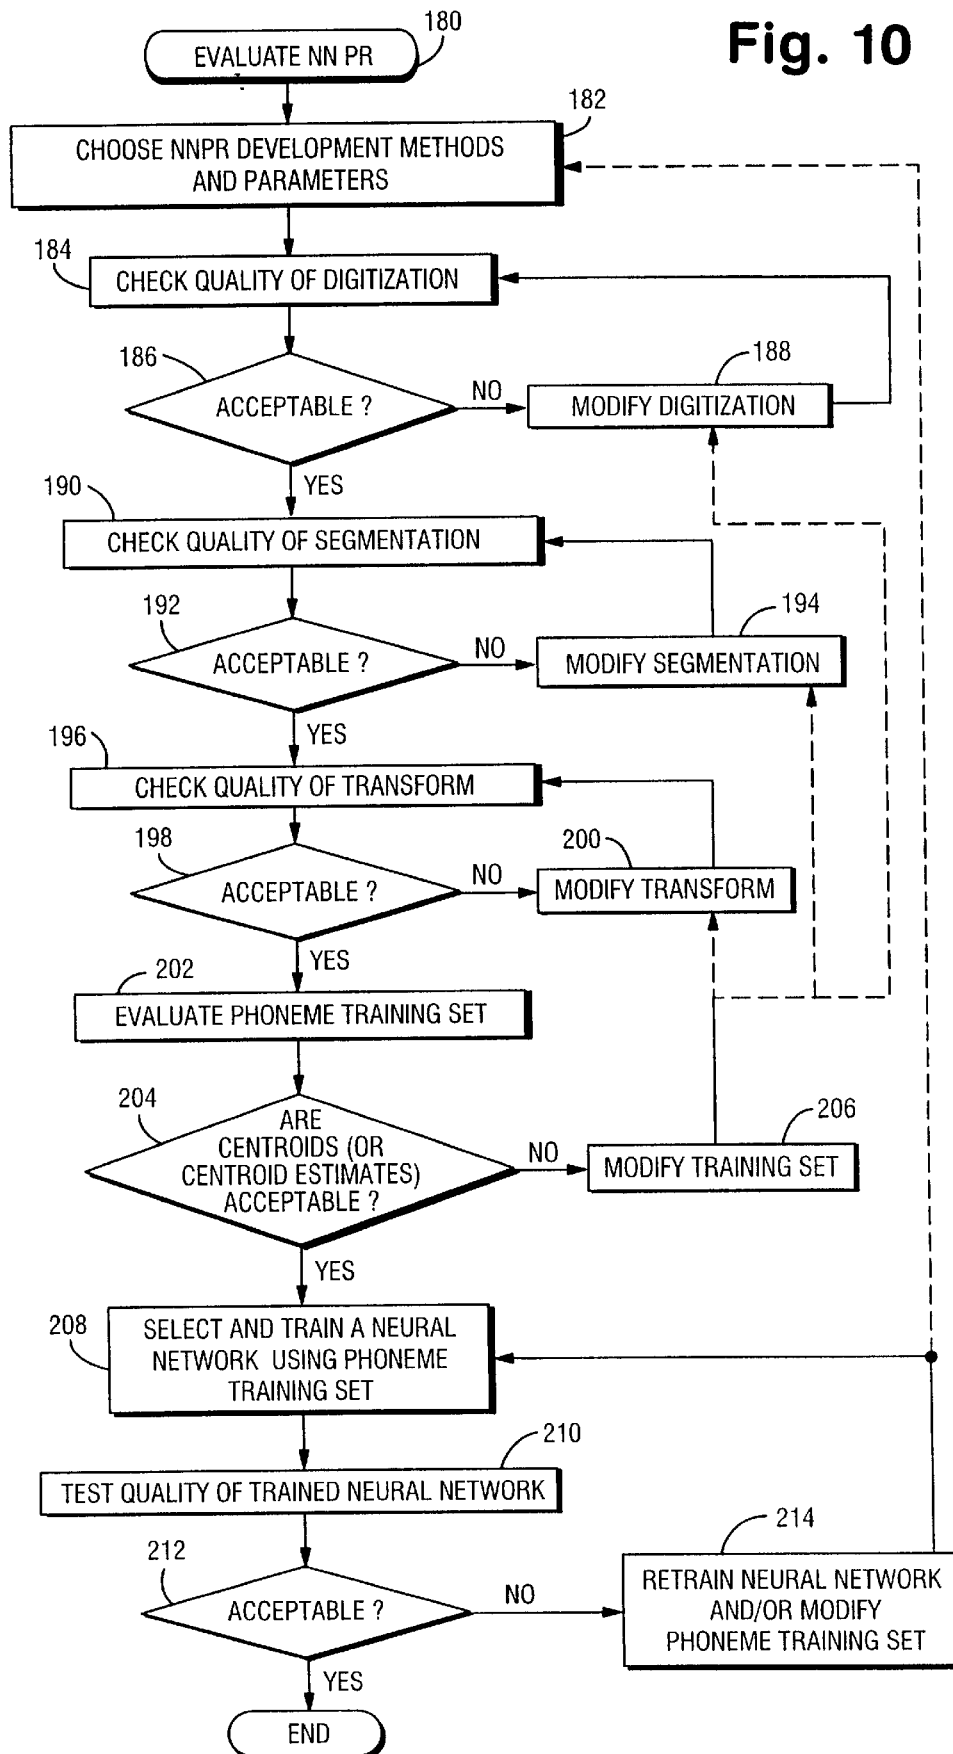 Fig. 10
EVALUATE NN PR
180
182
CHOOSE NNPR DEVELOPMENT METHODS
AND PARAMETERS
184
CHECK QUALITY OF DIGITIZATION
186
ACCEPTABLE ?
NO
188
MODIFY DIGITIZATION
YES
190
CHECK QUALITY OF SEGMENTATION
192
ACCEPTABLE ?
NO
194
MODIFY SEGMENTATION
YES
196
CHECK QUALITY OF TRANSFORM
198
ACCEPTABLE ?
NO
200
MODIFY TRANSFORM
YES
202
EVALUATE PHONEME TRAINING SET
204
ARE
CENTROIDS (OR
CENTROID ESTIMATES)
ACCEPTABLE ?
NO
206
MODIFY TRAINING SET
YES
208
SELECT AND TRAIN A NEURAL
NETWORK USING PHONEME
TRAINING SET
210
TEST QUALITY OF TRAINED NEURAL NETWORK
212
ACCEPTABLE ?
NO
214
RETRAIN NEURAL NETWORK
AND/OR MODIFY
PHONEME TRAINING SET
YES
END